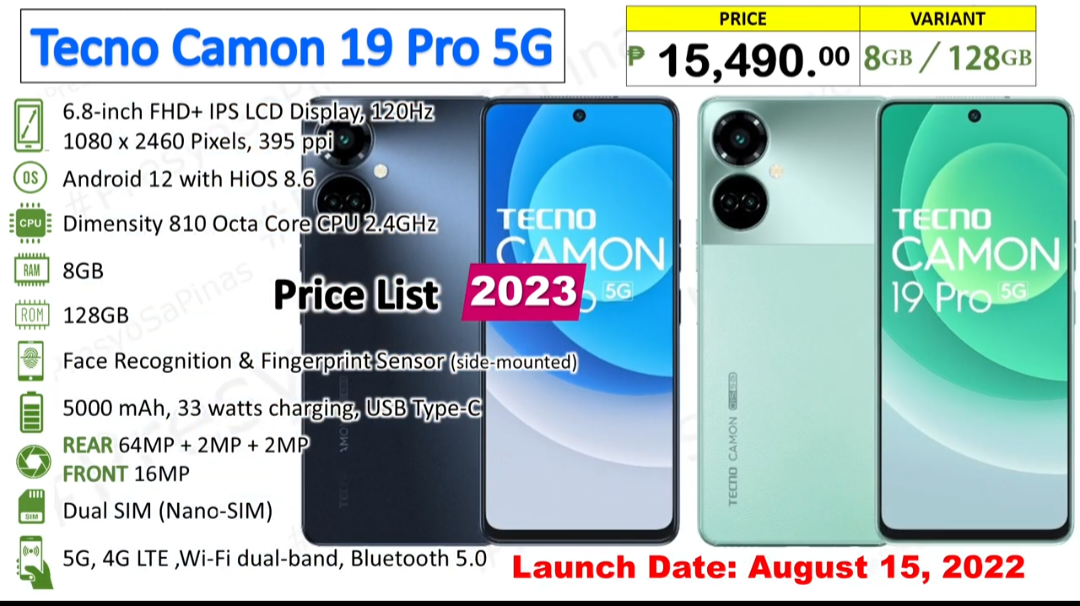 Tecno Camon 19 Pro 5G
PRICE
VARIANT
₱ 15,490.00
8GB / 128GB
6.8-inch FHD+ IPS LCD Display, 120Hz
1080 x 2460 Pixels, 395 ppi
OS
Android 12 with HiOS 8.6
CPU
Dimensity 810 Octa Core CPU 2.4GHz
RAM
8GB
ROM
128GB
Face Recognition & Fingerprint Sensor (side-mounted)
5000 mAh, 33 watts charging, USB Type-C
REAR 64MP + 2MP + 2MP
FRONT 16MP
SIM
Dual SIM (Nano-SIM)
5G, 4G LTE ,Wi-Fi dual-band, Bluetooth 5.0
Price List 2023
TECNO
CAMON
5G
TECNO CAMON
TECNO
CAMON
19 Pro 5G
Launch Date: August 15, 2022
#PresyoSaPinas